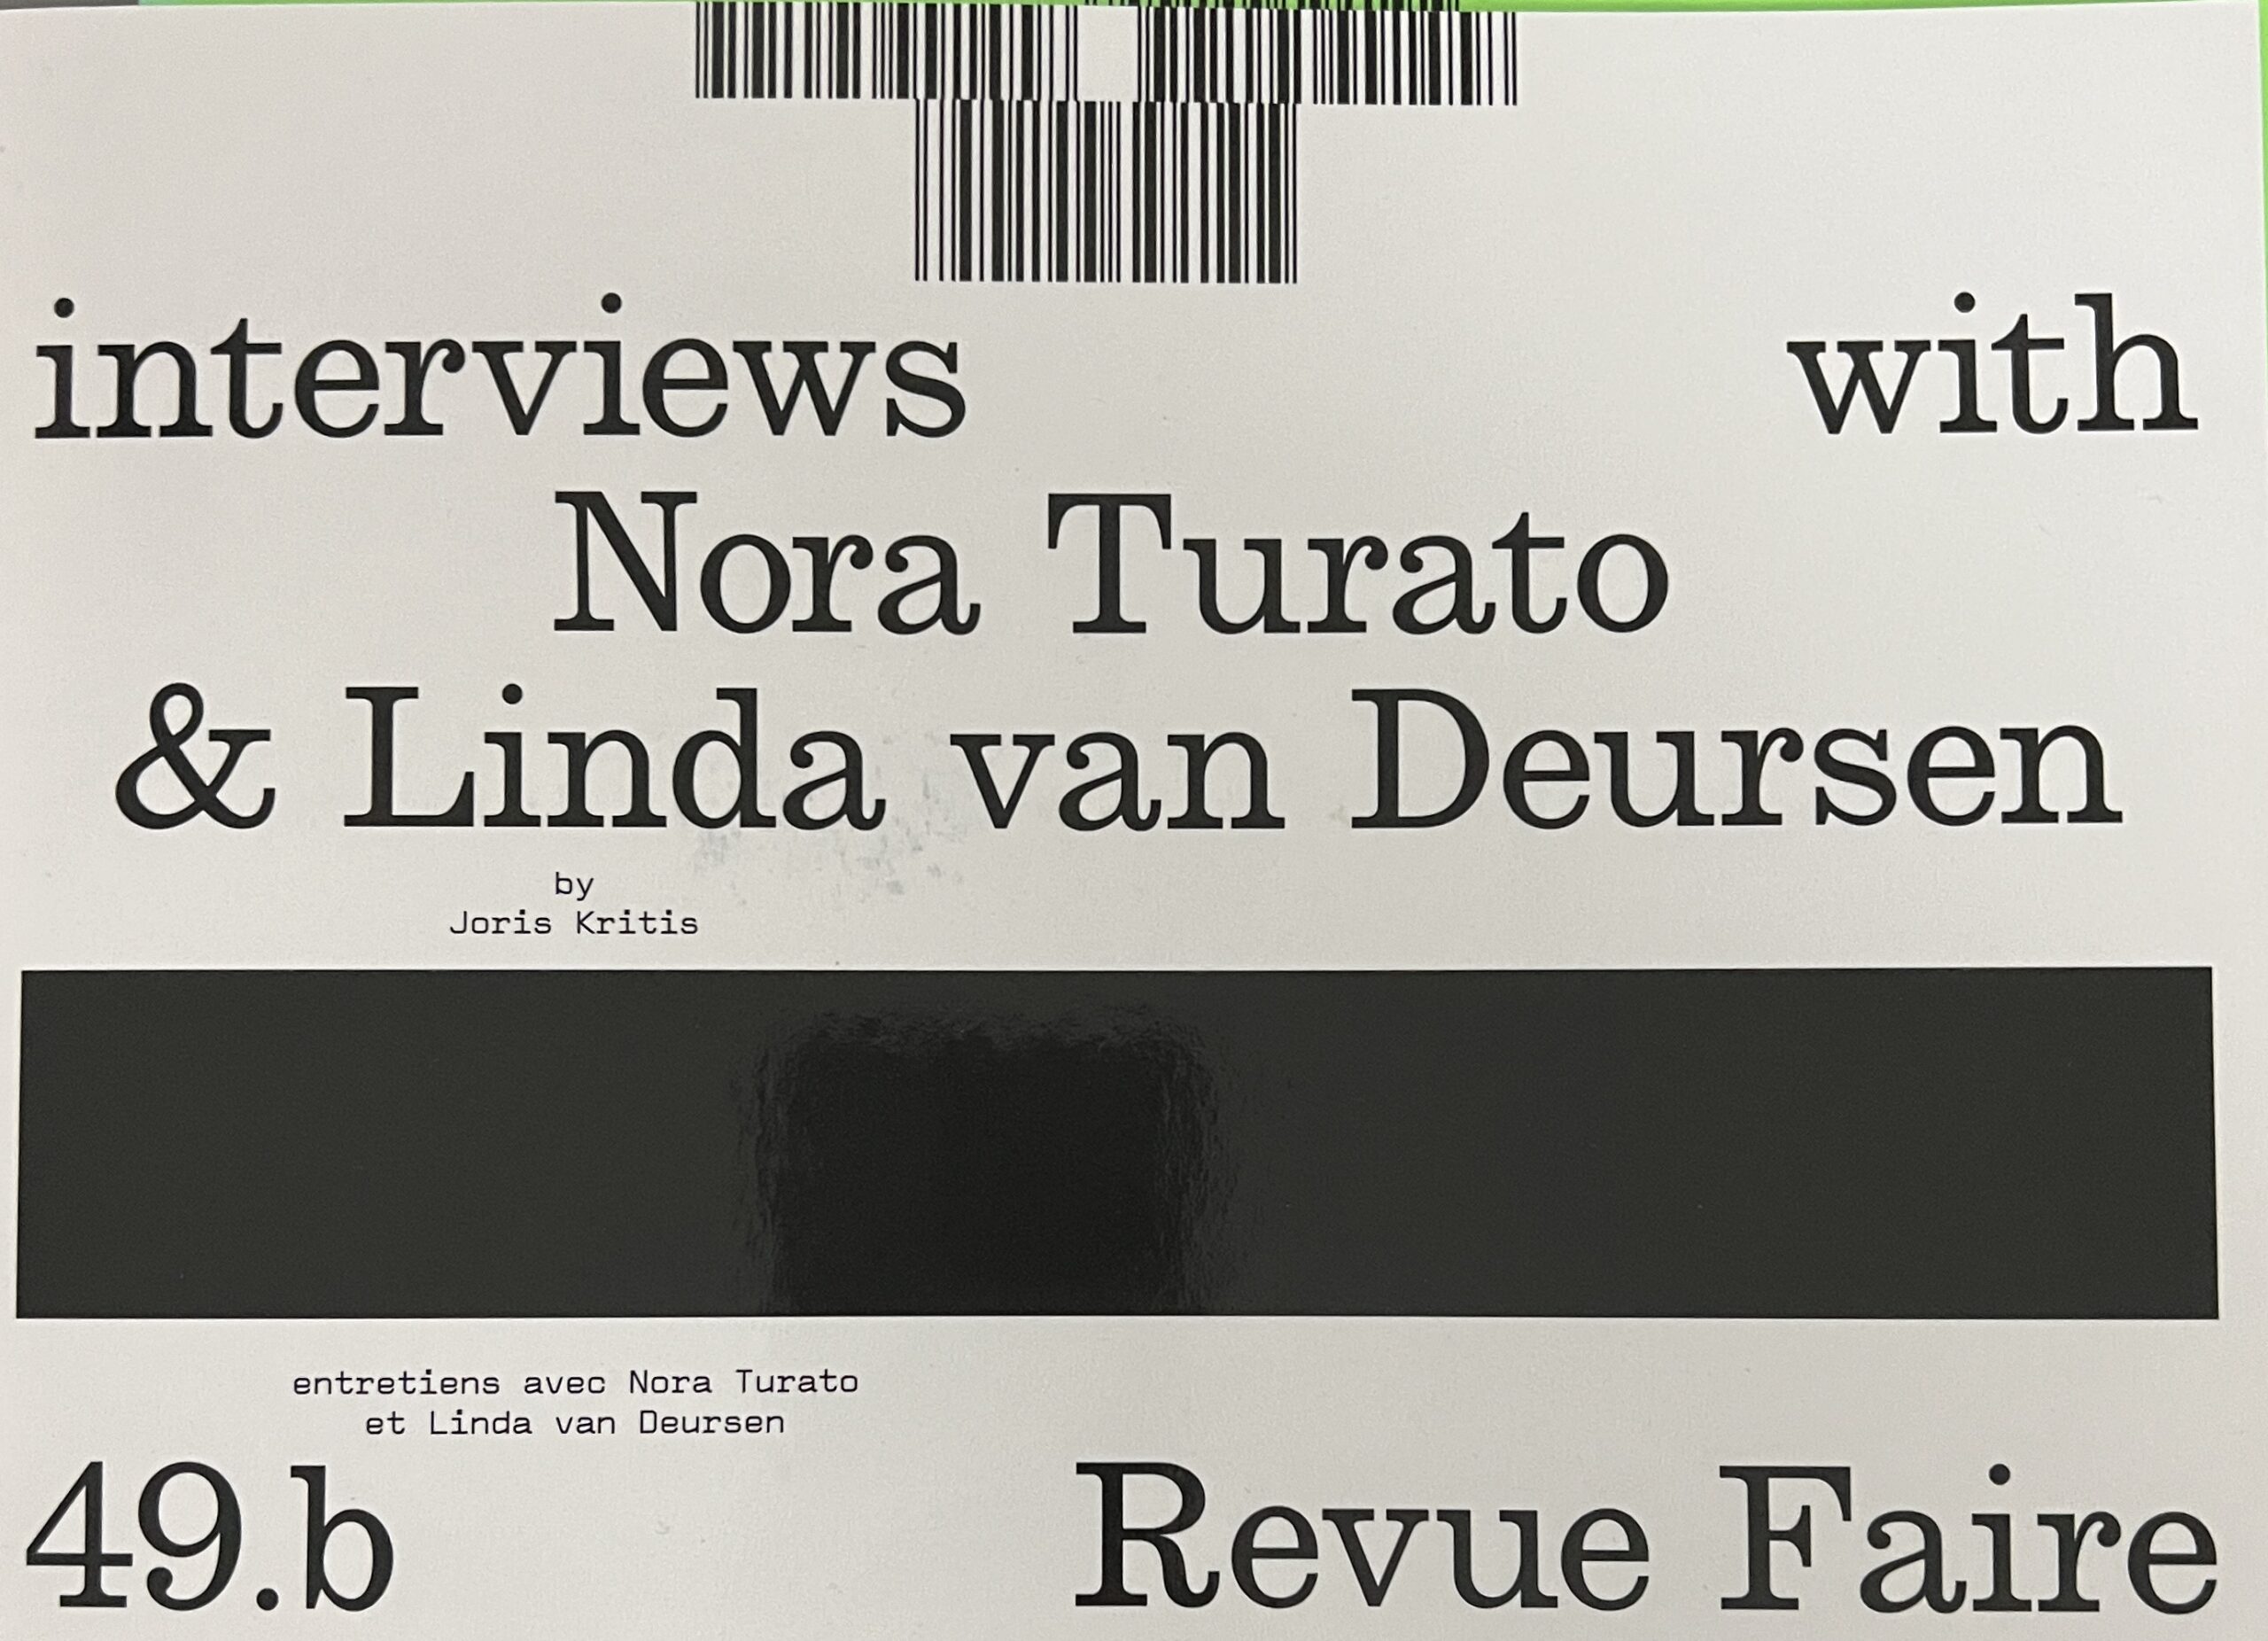 interviews with
Nora Turato
& Linda van Deursen
by
Joris Kritis
entretiens avec Nora Turato
et Linda van Deursen
49.b Revue Faire